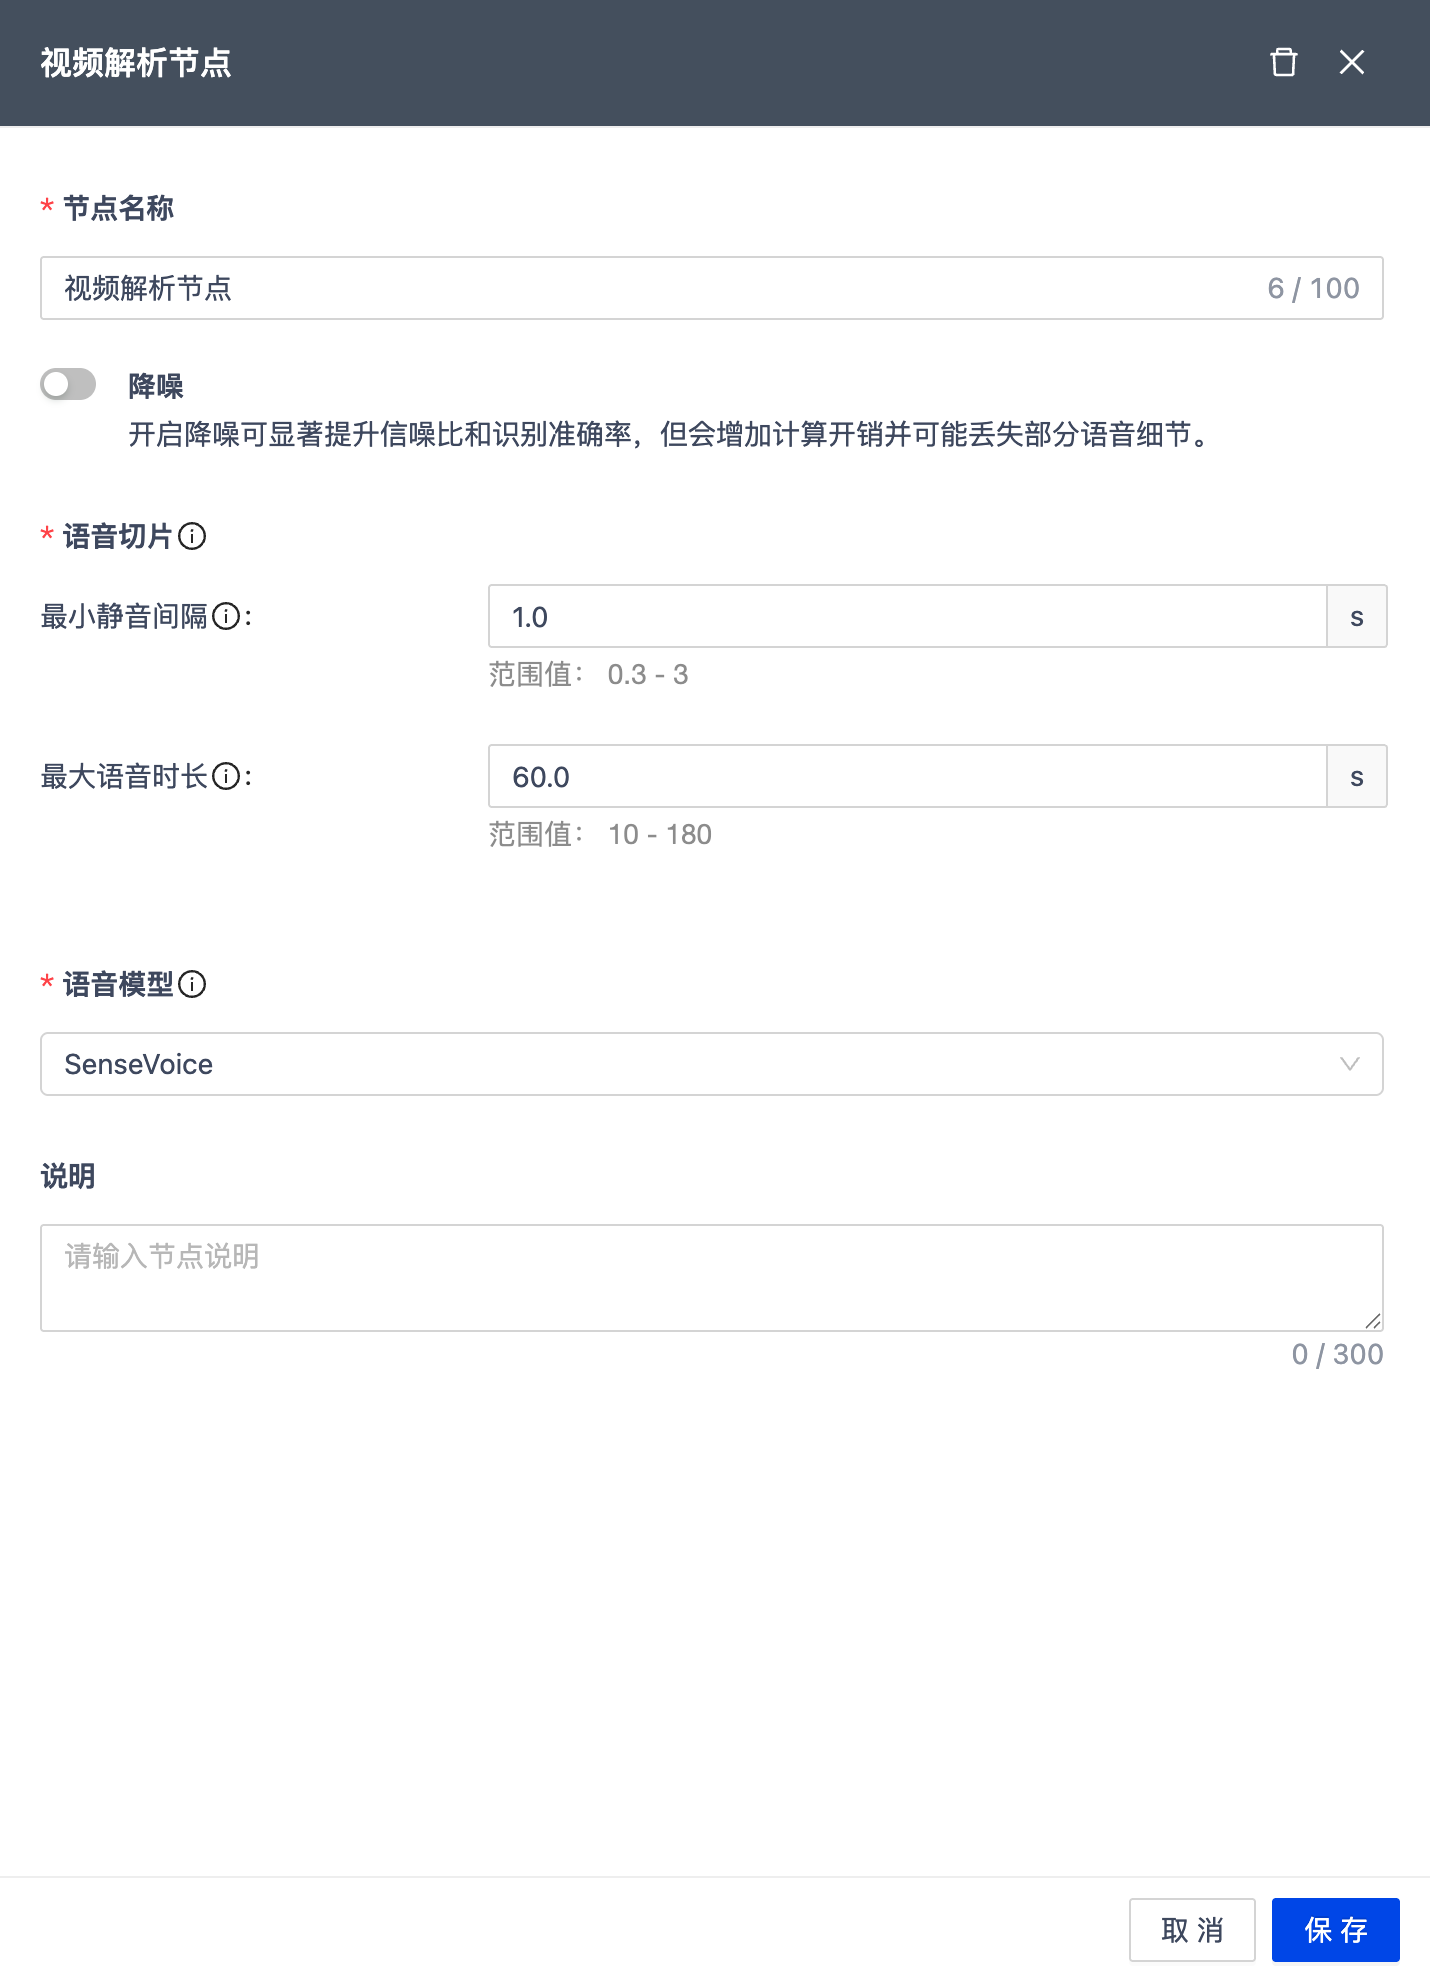 视频解析节点
* 节点名称
视频解析节点 6 / 100
降噪
开启降噪可显著提升信噪比和识别准确率，但会增加计算开销并可能丢失部分语音细节。
* 语音切片
最小静音间隔: 1.0 s
范围值： 0.3 - 3
最大语音时长: 60.0 s
范围值： 10 - 180
* 语音模型
SenseVoice
说明
请输入节点说明
0 / 300
取 消 保 存